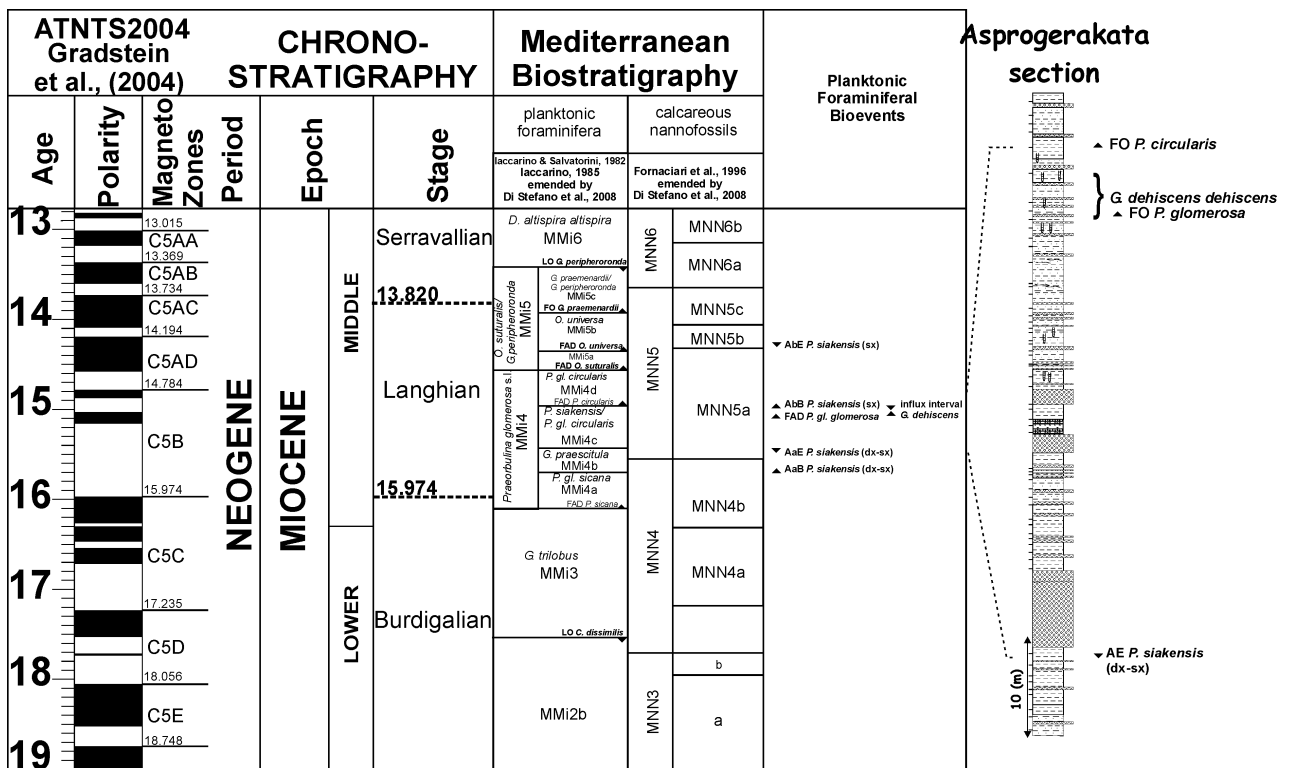 ATNTS2004
Gradstein
et al., (2004)
CHRONO-
STRATIGRAPHY
Mediterranean
Biostratigraphy
Planktonic
Foraminiferal
Bioevents
Asprogerakata
section
Age
Polarity
Magneto
Zones
Period
Epoch
Stage
planktonic
foraminifera
calcareous
nannofossils
Iaccarino & Salvatorini, 1982
Iaccarino, 1985
emended by
Di Stefano et al., 2008
Fornaciari et al., 1996
emended by
Di Stefano et al., 2008
13
14
15
16
17
18
19
13.015
C5AA
13.369
C5AB
13.734
C5AC
14.194
C5AD
14.784
C5B
15.974
C5C
17.235
C5D
18.056
C5E
18.748
NEOGENE
MIOCENE
MIDDLE
LOWER
Serravallian
13.820
Langhian
15.974
Burdigalian
D. altispira altispira
MMi6
LO G. peripheroronda
O. suturalis/
G.peripheroronda
MMi5
G. praemenardii/
G. peripheroronda
MMi5c
FO G. praemenardii
O. universa
MMi5b
FAD O. universa
MMi5a
FAD O. suturalis
Praeorbulina glomerosa s.l.
MMi4
P. gl. circularis
MMi4d
FAD P. circularis
P. siakensis/
P. gl. circularis
MMi4c
G. praescitula
MMi4b
P. gl. sicana
MMi4a
FAD P. sicana
G. trilobus
MMi3
LO C. dissimilis
MMi2b
MNN6
MNN6b
MNN6a
MNN5
MNN5c
MNN5b
MNN5a
MNN4
MNN4b
MNN4a
MNN3
b
a
AbE P. siakensis (sx)
AbB P. siakensis (sx)
FAD P. gl. glomerosa
influx interval
G. dehiscens
AaE P. siakensis (dx-sx)
AaB P. siakensis (dx-sx)
FO P. circularis
G. dehiscens dehiscens
FO P. glomerosa
AE P. siakensis
(dx-sx)
10 (m)